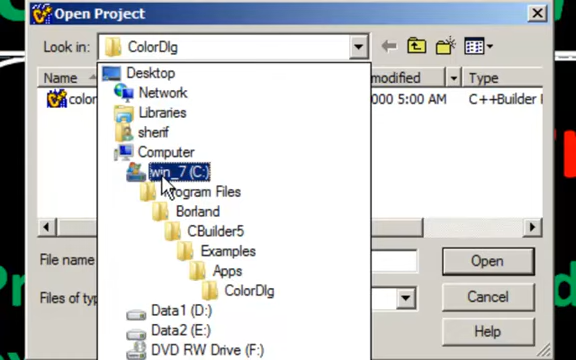 Open Project
Look in: ColorDlg
Name modified Type
color 000 5:00 AM C++Builder
Desktop
Network
Libraries
sherif
Computer
win_7 (C:)
Program Files
Borland
CBuilder5
Examples
Apps
ColorDlg
Data1 (D:)
Data2 (E:)
DVD RW Drive (F:)
File name
Open
Files of typ
Cancel
Help